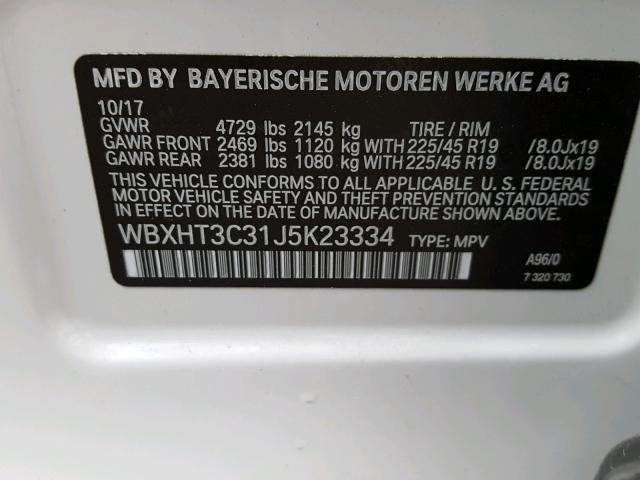 MFD BY BAYERISCHE MOTOREN WERKE AG
10/17
GVWR 4729 lbs 2145 kg TIRE / RIM
GAWR FRONT 2469 lbs 1120 kg WITH 225/45 R19 /8.0Jx19
GAWR REAR 2381 lbs 1080 kg WITH 225/45 R19 /8.0Jx19
THIS VEHICLE CONFORMS TO ALL APPLICABLE U. S. FEDERAL
MOTOR VEHICLE SAFETY AND THEFT PREVENTION STANDARDS
IN EFFECT ON THE DATE OF MANUFACTURE SHOWN ABOVE.
WBXHT3C31J5K23334 TYPE: MPV
A96/0
7 320 730